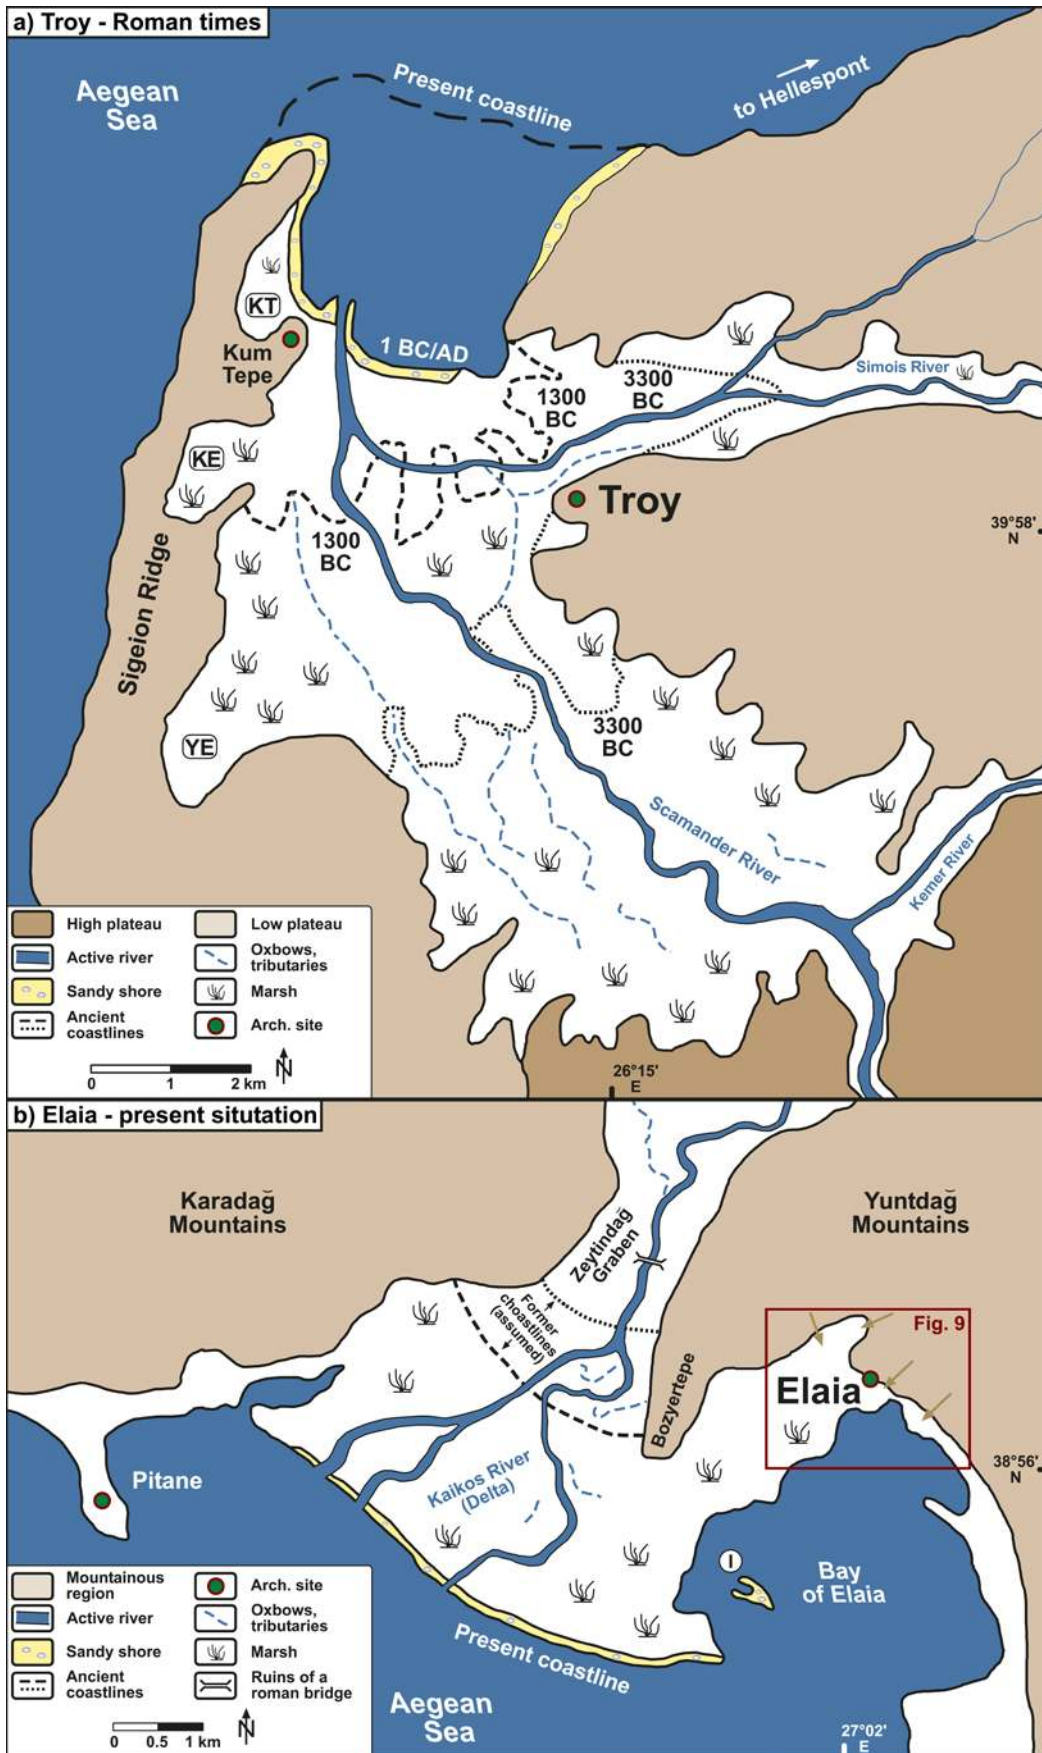 a) Troy - Roman times
Aegean
Sea
Present coastline
to Hellespont
KT
Kum
Tepe
1 BC/AD
1300
BC
3300
BC
Simois River
KE
Troy
39°58'
N
1300
BC
Sigeion Ridge
YE
3300
BC
Scamander River
Kemer River
High plateau
Low plateau
Active river
Oxbows,
tributaries
Sandy shore
Marsh
Ancient
coastlines
Arch. site
0 1 2 km
N
26°15'
E
b) Elaia - present situtation
Karadağ
Mountains
Zeytindağ
Graben
Yuntdağ
Mountains
Former
choastlines
(assumed)
Fig. 9
Bozyertepe
Elaia
Pitane
Kaikos River
(Delta)
38°56'
N
I
Bay
of Elaia
Present coastline
Aegean
Sea
Mountainous
region
Arch. site
Active river
Oxbows,
tributaries
Sandy shore
Marsh
Ancient
coastlines
Ruins of a
roman bridge
0 0.5 1 km
N
27°02'
E